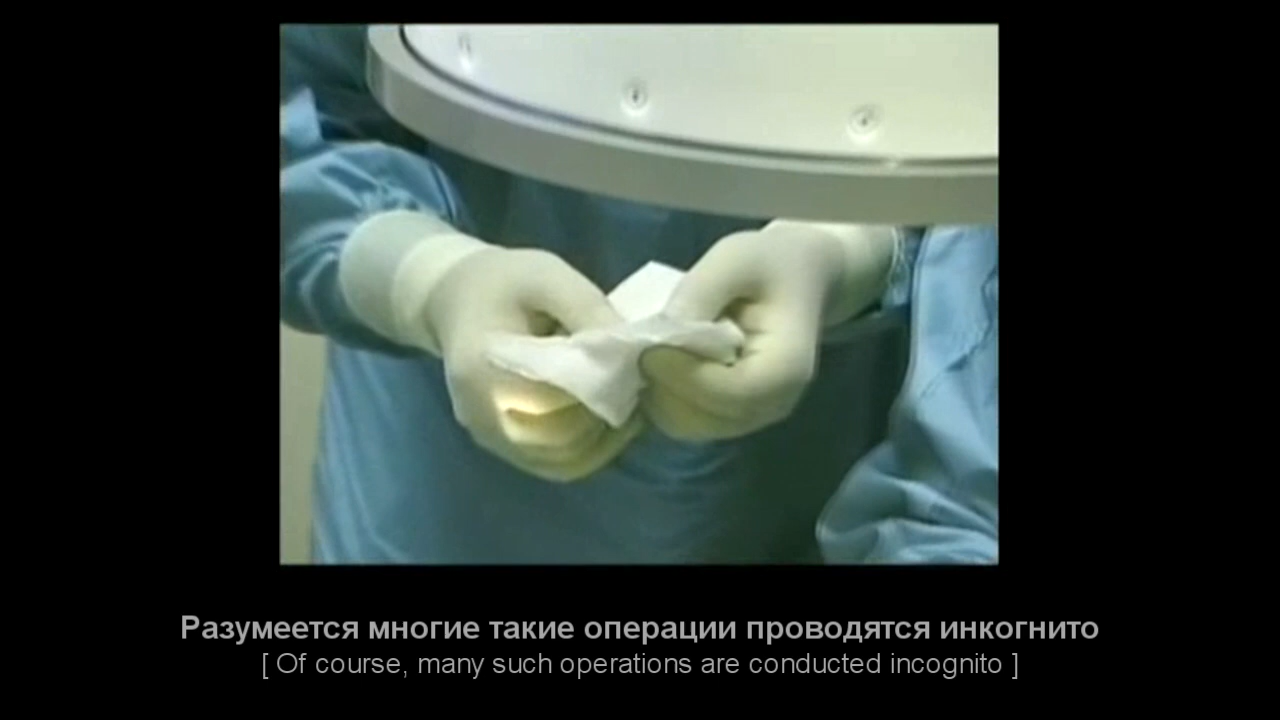 Разумеется многие такие операции проводятся инкогнито
[ Of course, many such operations are conducted incognito ]